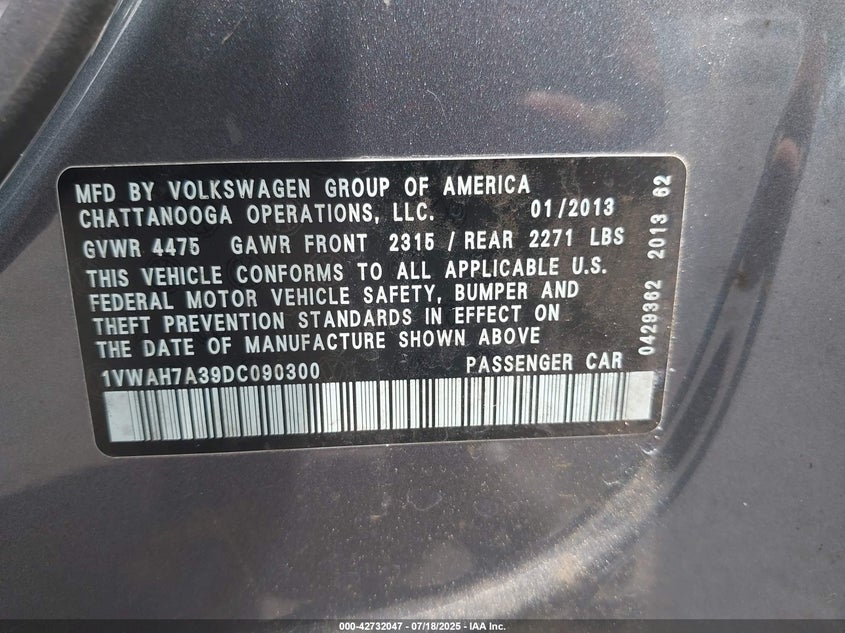 MFD BY VOLKSWAGEN GROUP OF AMERICA
CHATTANOOGA OPERATIONS, LLC. 01/2013
GVWR 4475 GAWR FRONT 2315 / REAR 2271 LBS
THIS VEHICLE CONFORMS TO ALL APPLICABLE U.S.
FEDERAL MOTOR VEHICLE SAFETY, BUMPER AND
THEFT PREVENTION STANDARDS IN EFFECT ON
THE DATE OF MANUFACTURE SHOWN ABOVE
1VWAH7A39DC090300 PASSENGER CAR
0429362 2013 62
000-42732047 - 07/18/2025 - IAA Inc.